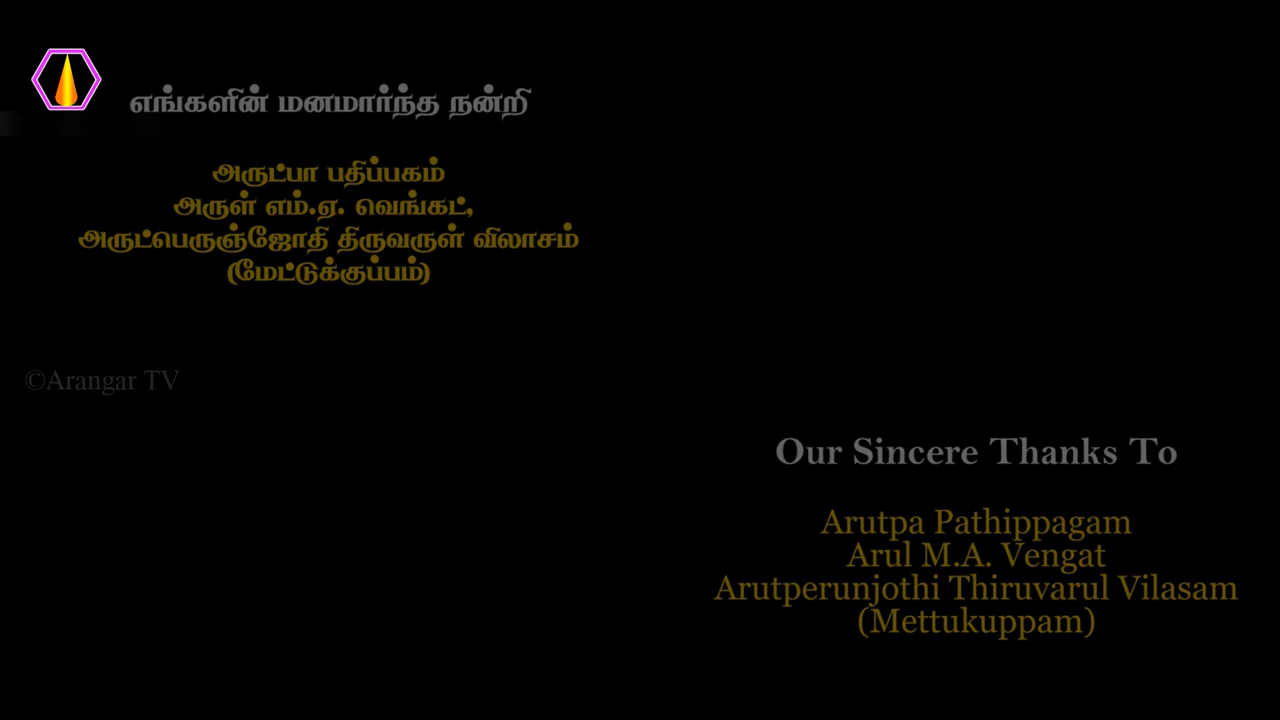 எங்களின் மனமார்ந்த நன்றி
அருட்பா பதிப்பகம்
அருள் எம்.ஏ. வெங்கட்,
அருட்பெருஞ்ஜோதி திருவருள் விலாசம்
(மேட்டுக்குப்பம்)
©Arangar TV
Our Sincere Thanks To
Arutpa Pathippagam
Arul M.A. Vengat
Arutperunjothi Thiruvarul Vilasam
(Mettukuppam)